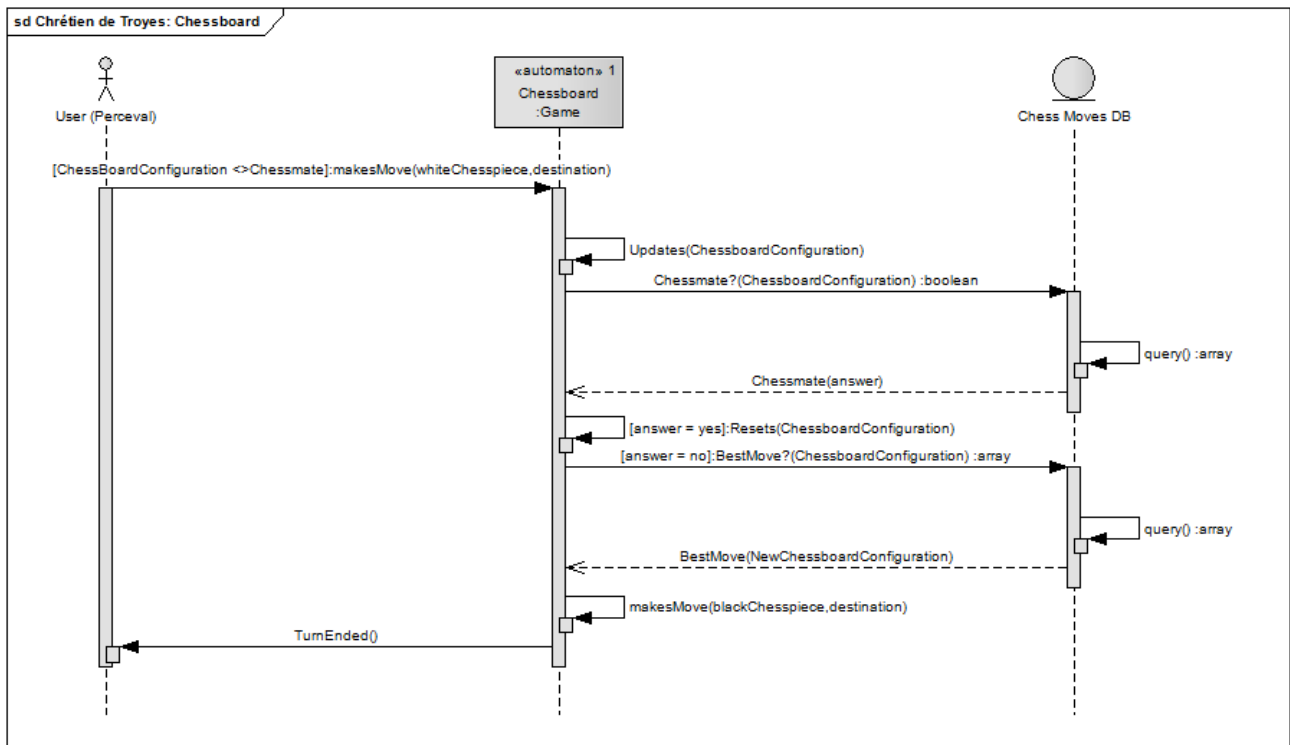 sd Chrétien de Troyes: Chessboard
«automaton» 1
Chessboard
:Game
User (Perceval)
Chess Moves DB
[ChessBoardConfiguration <>Chessmate]:makesMove(whiteChesspiece,destination)
Updates(ChessboardConfiguration)
Chessmate?(ChessboardConfiguration) :boolean
query() :array
Chessmate(answer)
[answer = yes]:Resets(ChessboardConfiguration)
[answer = no]:BestMove?(ChessboardConfiguration) :array
query() :array
BestMove(NewChessboardConfiguration)
makesMove(blackChesspiece,destination)
TurnEnded()